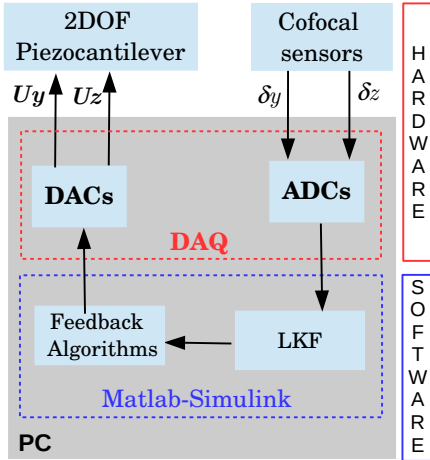 2DOF
Piezocantilever
Cofocal
sensors
Uy
Uz
δy
δz
DACs
ADCs
DAQ
Feedback
Algorithms
LKF
Matlab-Simulink
PC
HARDWARE
SOFTWARE